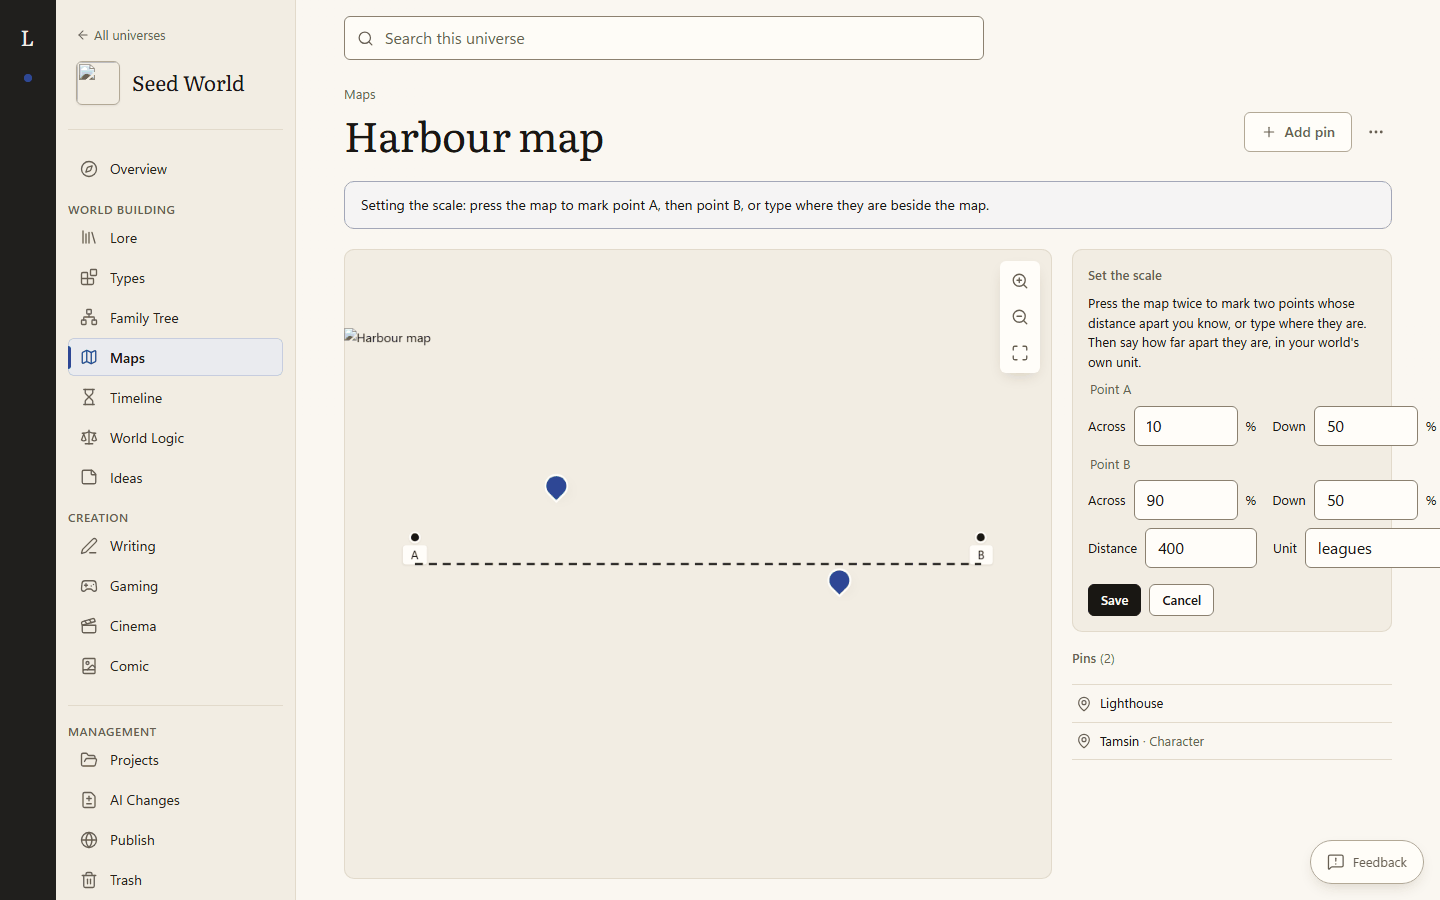 L
All universes
Seed World
Overview
WORLD BUILDING
Lore
Types
Family Tree
Maps
Timeline
World Logic
Ideas
CREATION
Writing
Gaming
Cinema
Comic
MANAGEMENT
Projects
AI Changes
Publish
Trash
Search this universe
Maps
Harbour map
Add pin
Setting the scale: press the map to mark point A, then point B, or type where they are beside the map.
Harbour map
A
B
Set the scale
Press the map twice to mark two points whose
distance apart you know, or type where they are.
Then say how far apart they are, in your world's
own unit.
Point A
Across 10 % Down 50 %
Point B
Across 90 % Down 50 %
Distance 400 Unit leagues
Save Cancel
Pins (2)
Lighthouse
Tamsin · Character
Feedback